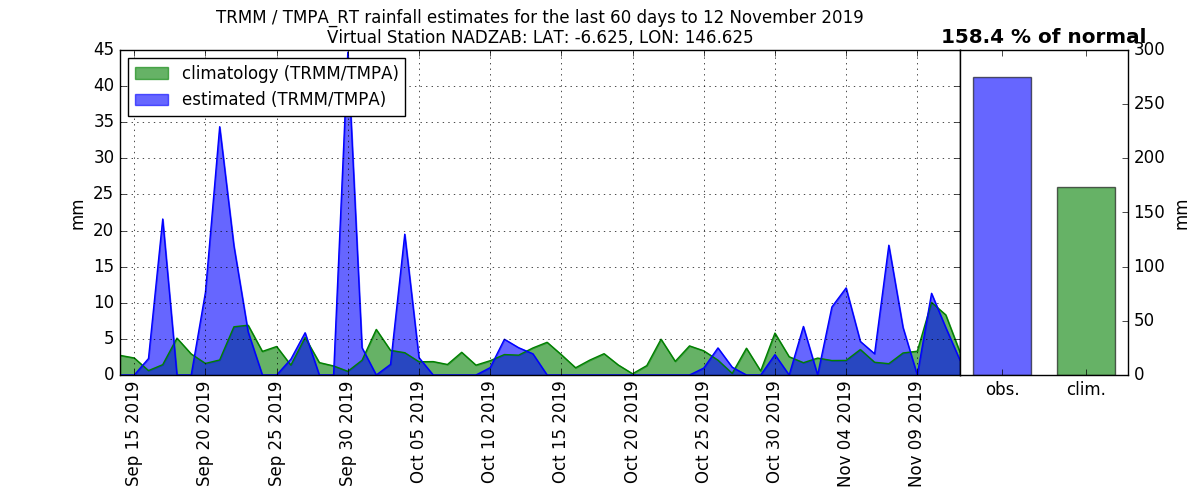 TRMM / TMPA_RT rainfall estimates for the last 60 days to 12 November 2019
Virtual Station NADZAB: LAT: -6.625, LON: 146.625
158.4 % of normal
climatology (TRMM/TMPA)
estimated (TRMM/TMPA)
45
40
35
30
25
20
15
10
5
0
mm
Sep 15 2019
Sep 20 2019
Sep 25 2019
Sep 30 2019
Oct 05 2019
Oct 10 2019
Oct 15 2019
Oct 20 2019
Oct 25 2019
Oct 30 2019
Nov 04 2019
Nov 09 2019
obs.
clim.
300
250
200
150
100
50
0
mm